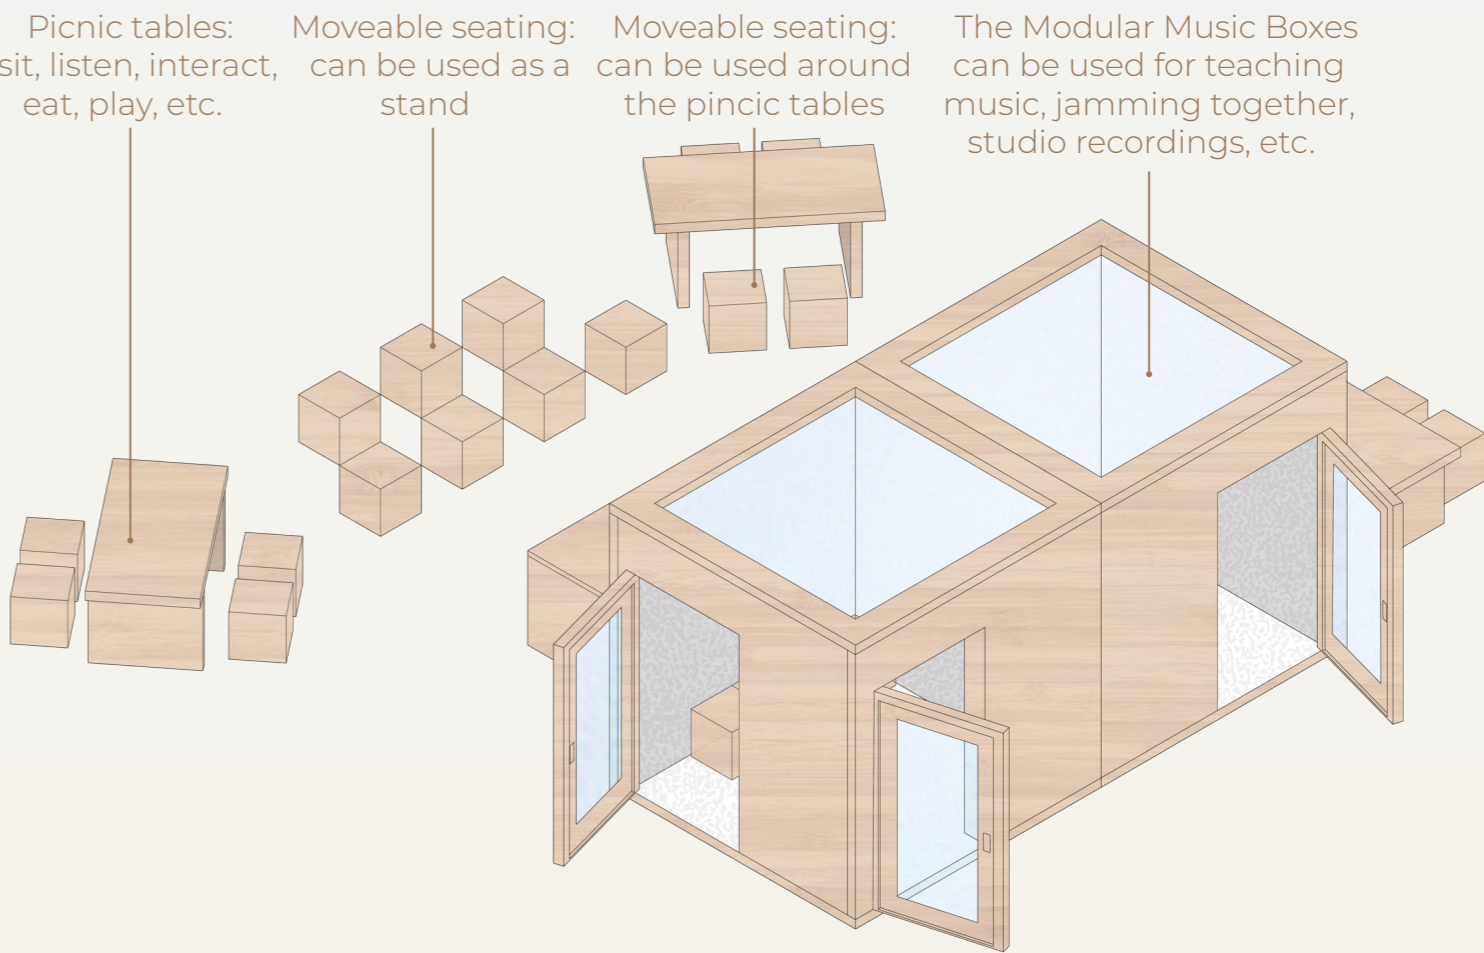 Picnic tables:
sit, listen, interact,
eat, play, etc.
Moveable seating:
can be used as a
stand
Moveable seating:
can be used around
the pincic tables
The Modular Music Boxes
can be used for teaching
music, jamming together,
studio recordings, etc.